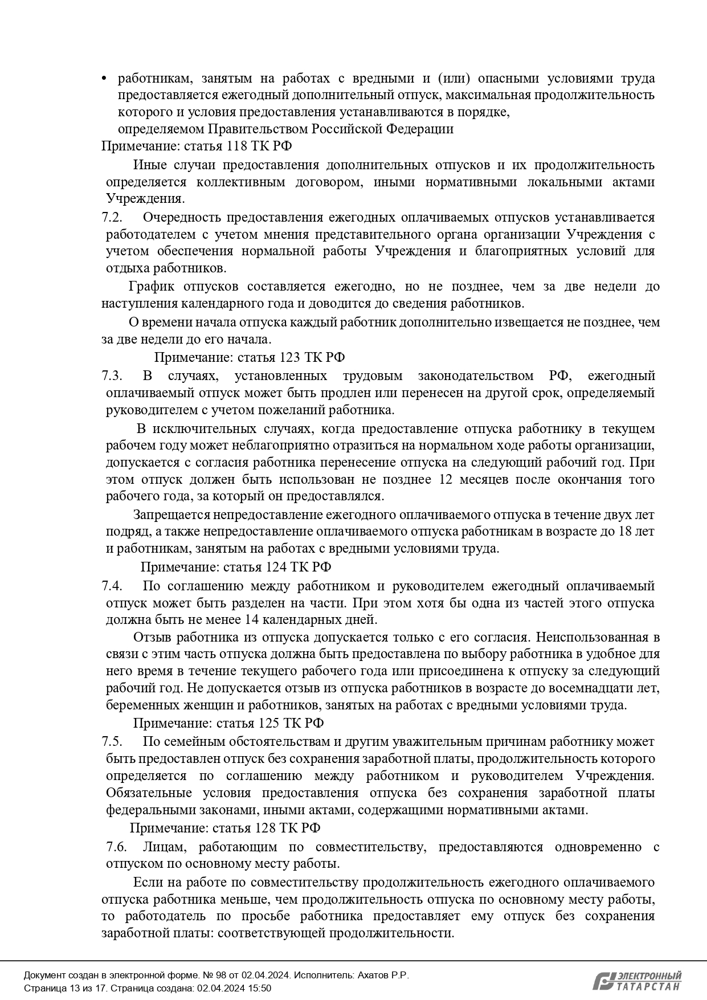 • работникам, занятым на работах с вредными и (или) опасными условиями труда
предоставляется ежегодный дополнительный отпуск, максимальная продолжительность
которого и условия предоставления устанавливаются в порядке,
определяемом Правительством Российской Федерации
Примечание: статья 118 ТК РФ
Иные случаи предоставления дополнительных отпусков и их продолжительность
определяется коллективным договором, иными нормативными локальными актами
Учреждения.
7.2. Очередность предоставления ежегодных оплачиваемых отпусков устанавливается
работодателем с учетом мнения представительного органа организации Учреждения с
учетом обеспечения нормальной работы Учреждения и благоприятных условий для
отдыха работников.
График отпусков составляется ежегодно, но не позднее, чем за две недели до
наступления календарного года и доводится до сведения работников.
О времени начала отпуска каждый работник дополнительно извещается не позднее, чем
за две недели до его начала.
Примечание: статья 123 ТК РФ
7.3. В случаях, установленных трудовым законодательством РФ, ежегодный
оплачиваемый отпуск может быть продлен или перенесен на другой срок, определяемый
руководителем с учетом пожеланий работника.
В исключительных случаях, когда предоставление отпуска работнику в текущем
рабочем году может неблагоприятно отразиться на нормальном ходе работы организации,
допускается с согласия работника перенесение отпуска на следующий рабочий год. При
этом отпуск должен быть использован не позднее 12 месяцев после окончания того
рабочего года, за который он предоставлялся.
Запрещается непредоставление ежегодного оплачиваемого отпуска в течение двух лет
подряд, а также непредоставление оплачиваемого отпуска работникам в возрасте до 18 лет
и работникам, занятым на работах с вредными условиями труда.
Примечание: статья 124 ТК РФ
7.4. По соглашению между работником и руководителем ежегодный оплачиваемый
отпуск может быть разделен на части. При этом хотя бы одна из частей этого отпуска
должна быть не менее 14 календарных дней.
Отзыв работника из отпуска допускается только с его согласия. Неиспользованная в
связи с этим часть отпуска должна быть предоставлена по выбору работника в удобное для
него время в течение текущего рабочего года или присоединена к отпуску за следующий
рабочий год. Не допускается отзыв из отпуска работников в возрасте до восемнадцати лет,
беременных женщин и работников, занятых на работах с вредными условиями труда.
Примечание: статья 125 ТК РФ
7.5. По семейным обстоятельствам и другим уважительным причинам работнику может
быть предоставлен отпуск без сохранения заработной платы, продолжительность которого
определяется по соглашению между работником и руководителем Учреждения.
Обязательные условия предоставления отпуска без сохранения заработной платы
федеральными законами, иными актами, содержащими нормативными актами.
Примечание: статья 128 ТК РФ
7.6. Лицам, работающим по совместительству, предоставляются одновременно с
отпуском по основному месту работы.
Если на работе по совместительству продолжительность ежегодного оплачиваемого
отпуска работника меньше, чем продолжительность отпуска по основному месту работы,
то работодатель по просьбе работника предоставляет ему отпуск без сохранения
заработной платы: соответствующей продолжительности.
Документ создан в электронной форме. № 98 от 02.04.2024. Исполнитель: Ахатов Р.Р.
Страница 13 из 17. Страница создана: 02.04.2024 15:50
ЭЛЕКТРОННЫЙ
ТАТАРСТАН